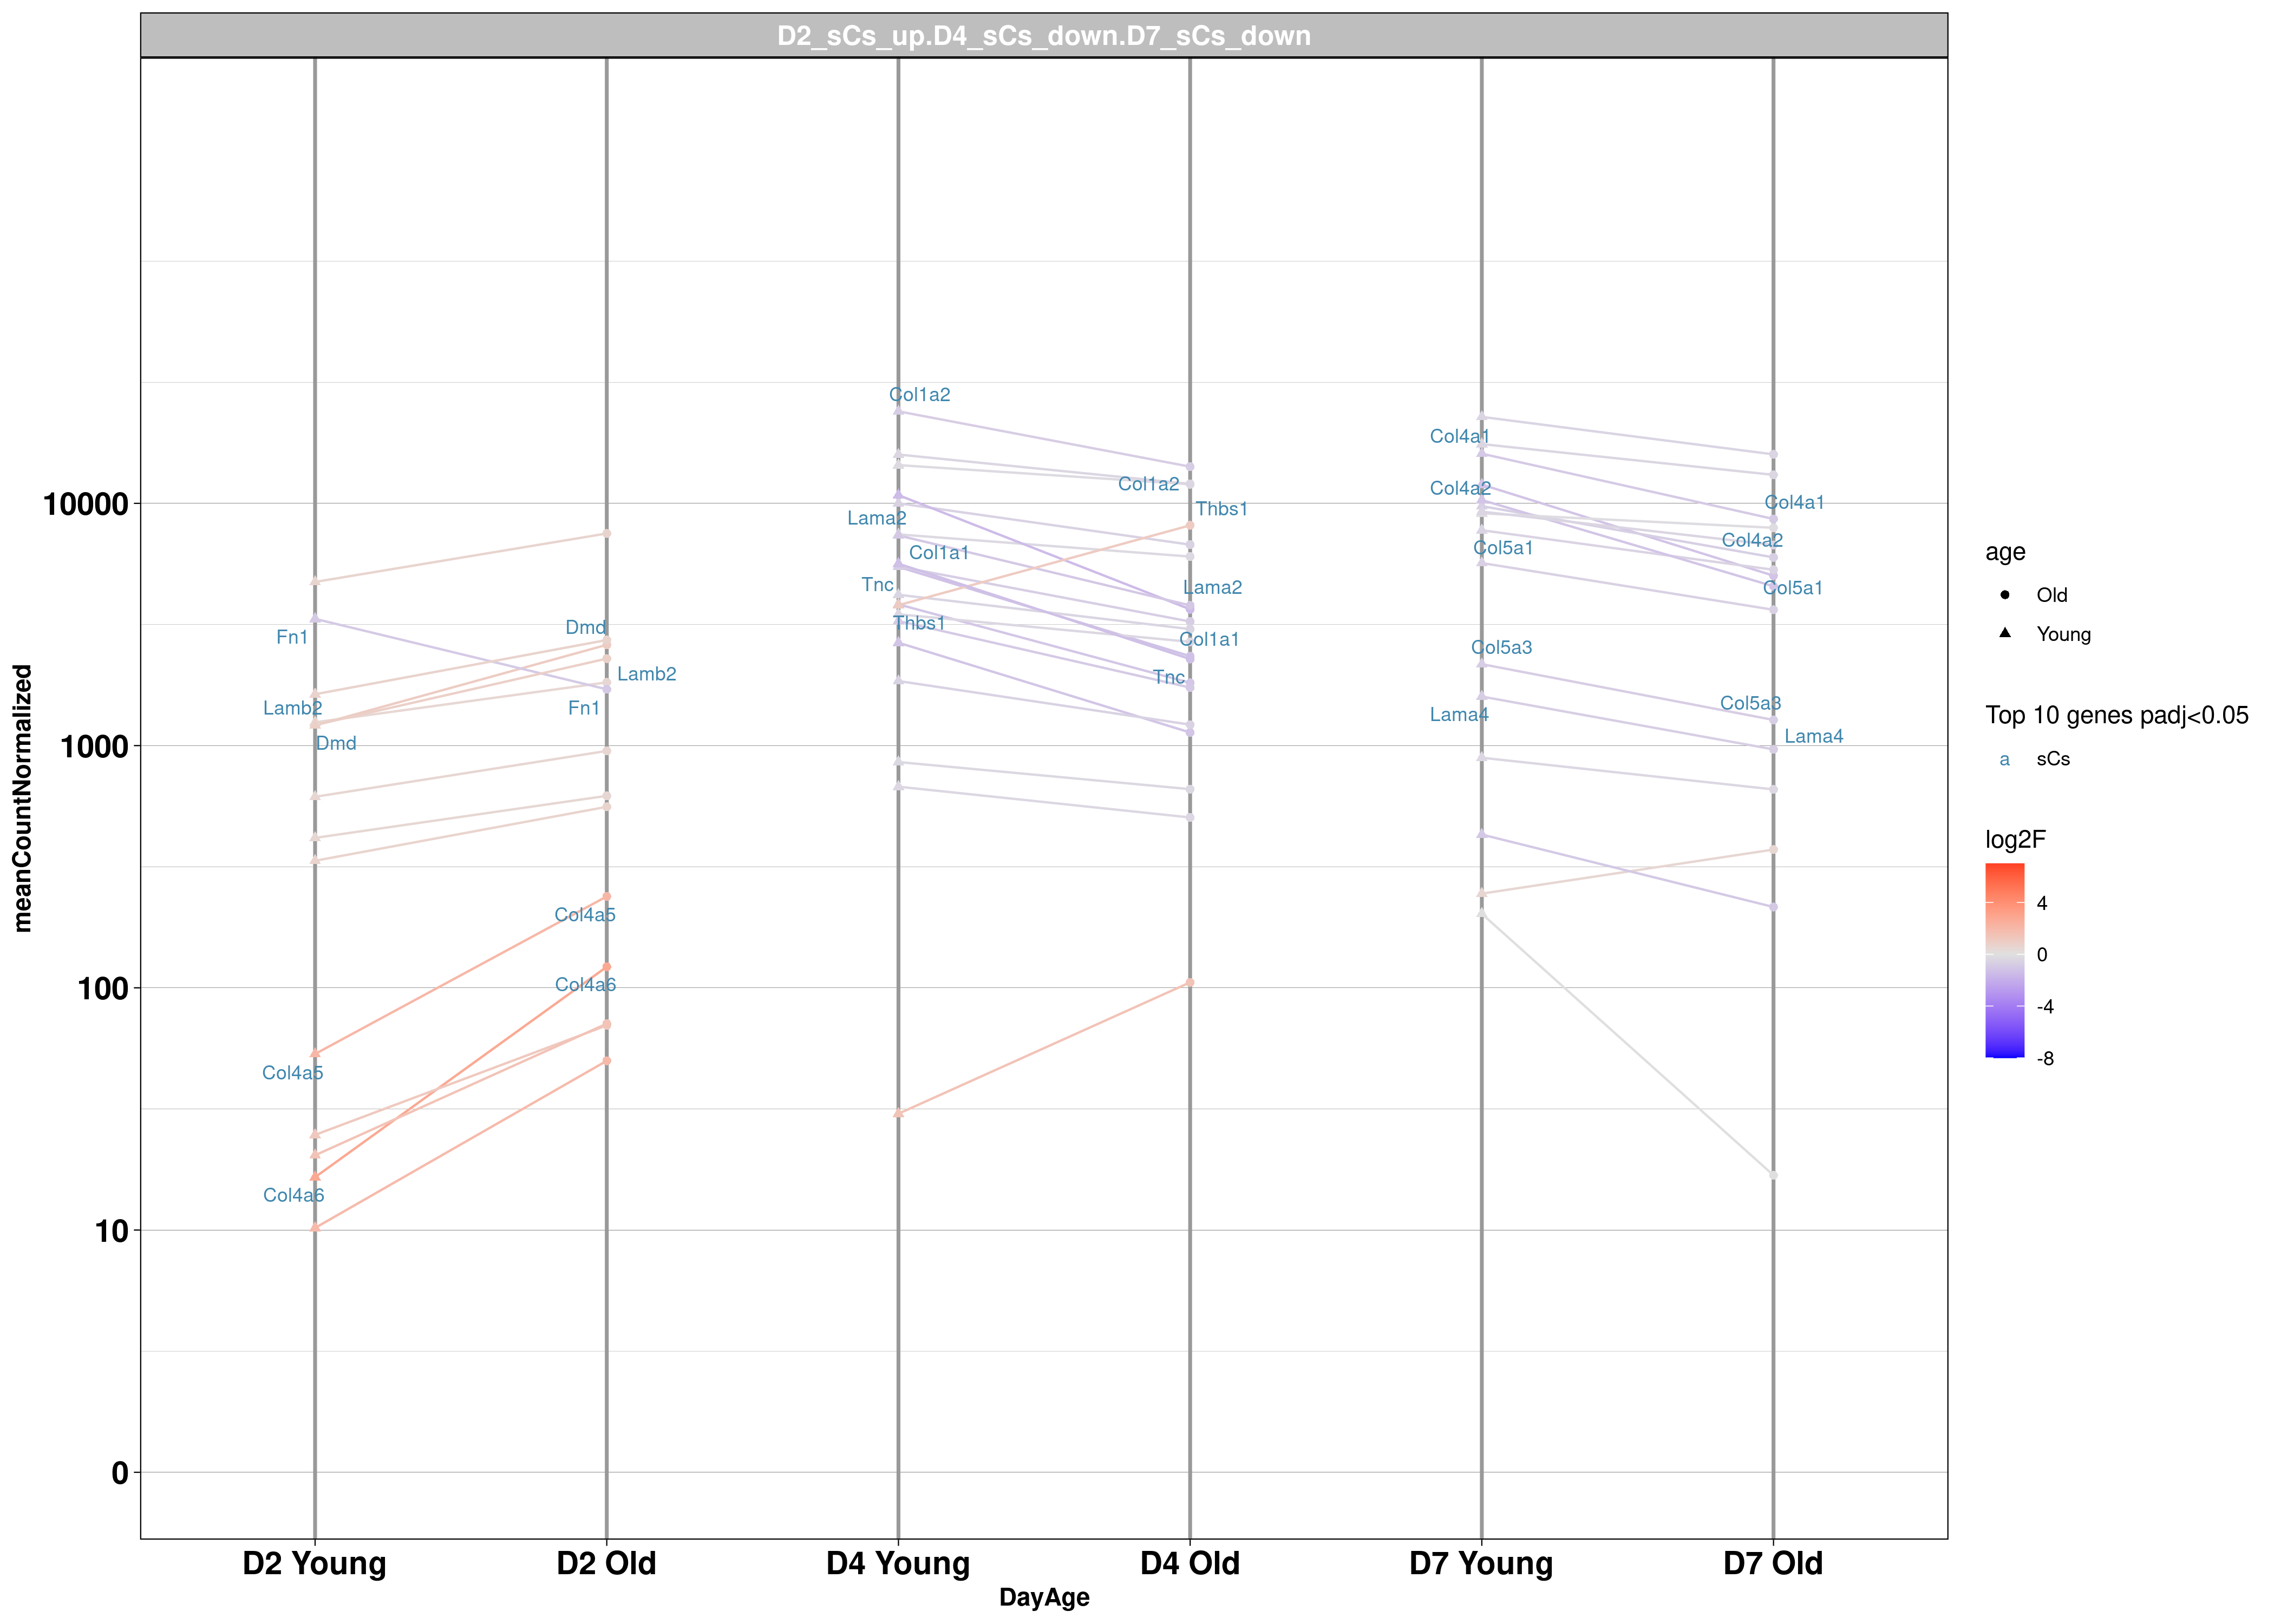 D2_sCs_up.D4_sCs_down.D7_sCs_down
meanCountNormalized
10000
1000
100
10
0
Fn1
Lamb2
Dmd
Col4a5
Col4a6
Dmd
Lamb2
Fn1
Col4a5
Col4a6
Col1a2
Lama2
Col1a1
Tnc
Thbs1
Col1a2
Thbs1
Lama2
Col1a1
Tnc
Col4a1
Col4a2
Col5a1
Col5a3
Lama4
Col4a1
Col4a2
Col5a1
Col5a3
Lama4
D2 Young
D2 Old
D4 Young
D4 Old
D7 Young
D7 Old
DayAge
age
Old
Young
Top 10 genes padj<0.05
a sCs
log2F
4
0
-4
-8